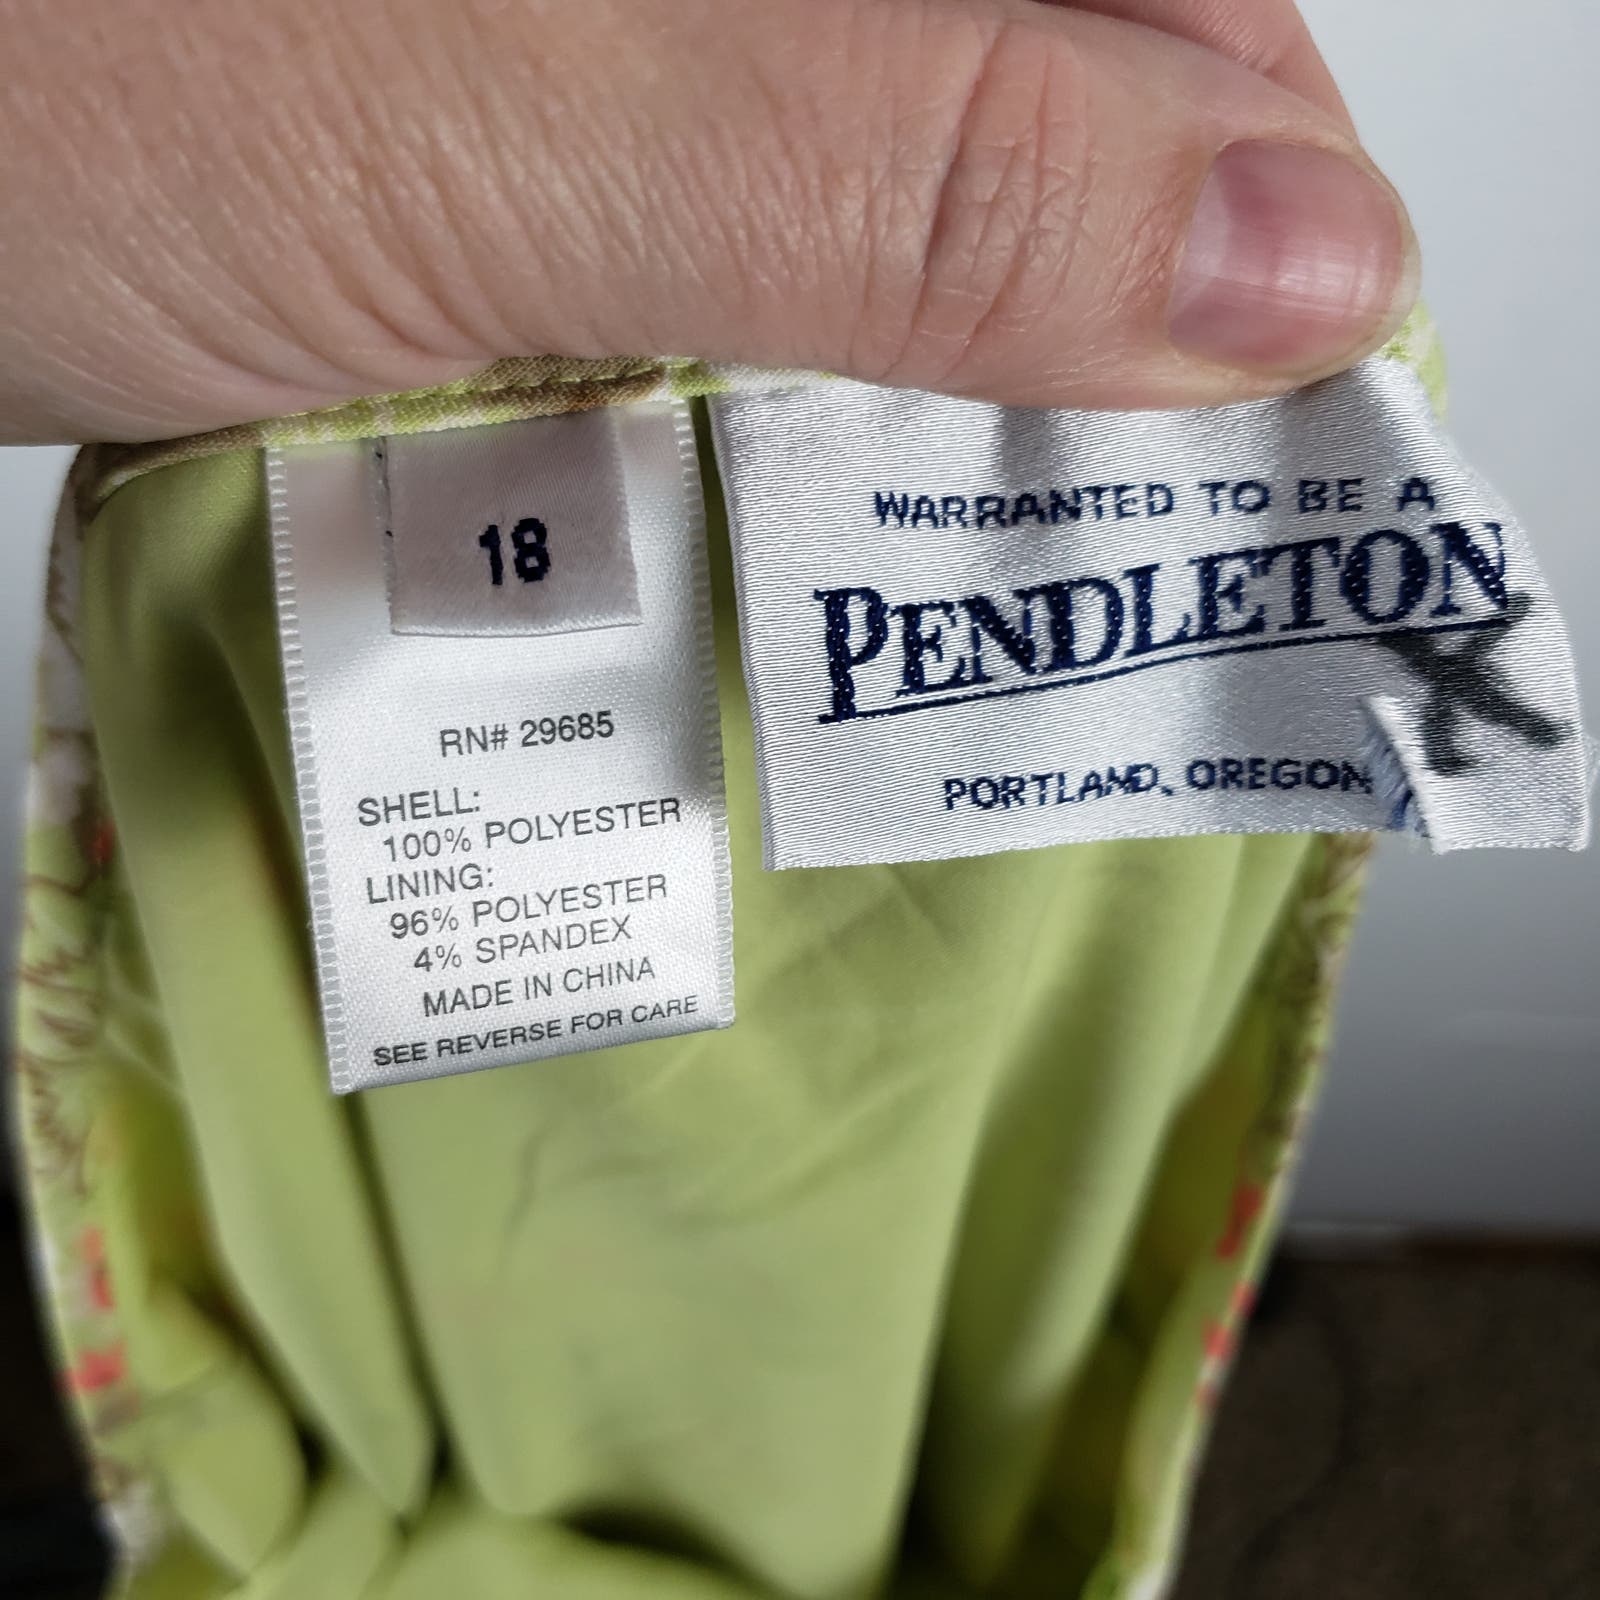 18
RN# 29685
SHELL:
100% POLYESTER
LINING:
96% POLYESTER
4% SPANDEX
MADE IN CHINA
SEE REVERSE FOR CARE
WARRANTED TO BE A
PENDLETON
PORTLAND, OREGON